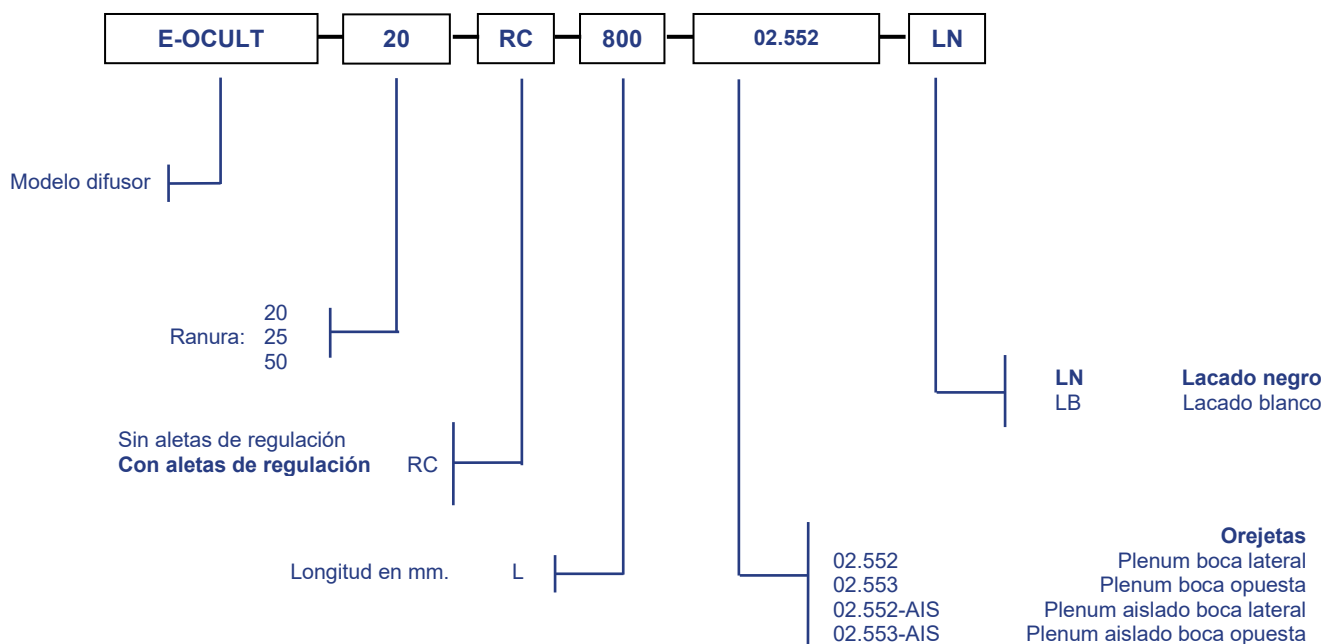 E-OCULT 20 RC 800 02.552 LN
Modelo difusor
20
Ranura: 25
50
LN Lacado negro
LB Lacado blanco
Sin aletas de regulación
Con aletas de regulación RC
Orejetas
Longitud en mm. L
02.552 Plenum boca lateral
02.553 Plenum boca opuesta
02.552-AIS Plenum aislado boca lateral
02.553-AIS Plenum aislado boca opuesta